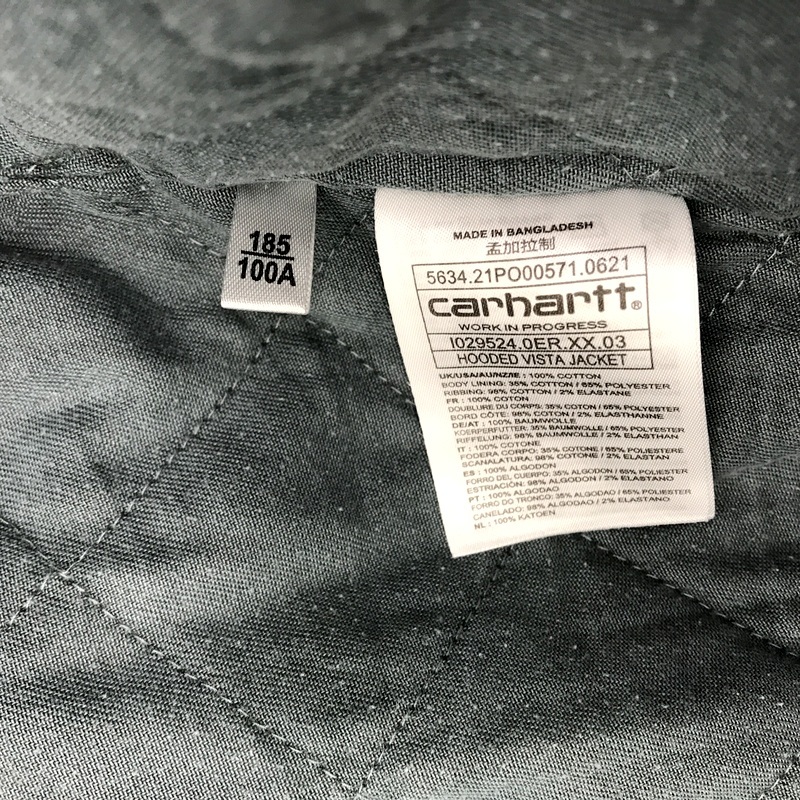 185
100A
MADE IN BANGLADESH
孟加拉制
5634.21PO00571.0621
carhartt®
WORK IN PROGRESS
I029524.0ER.XX.03
HOODED VISTA JACKET
UK/USA/AU/NZ/IE : 100% COTTON
BODY LINING: 35% COTTON / 65% POLYESTER
RIBBING: 98% COTTON / 2% ELASTANE
FR : 100% COTON
DOUBLURE DU CORPS: 35% COTON / 65% POLYESTER
BORD CÔTE: 98% COTON / 2% ELASTHANNE
DE/AT : 100% BAUMWOLLE
KOERPERFUTTER: 35% BAUMWOLLE / 65% POLYESTER
RIFFELUNG: 98% BAUMWOLLE / 2% ELASTHAN
IT : 100% COTONE
FODERA CORPO: 35% COTONE / 65% POLIESTERE
SCANALATURA: 98% COTONE / 2% ELASTAN
ES : 100% ALGODON
FORRO DEL CUERPO: 35% ALGODON / 65% POLIESTER
ESTRIACIÓN: 98% ALGODON / 2% ELASTANO
PT : 100% ALGODAO
FORRO DO TRONCO: 35% ALGODAO / 65% POLIESTER
CANELADO: 98% ALGODAO / 2% ELASTANO
NL : 100% KATOEN